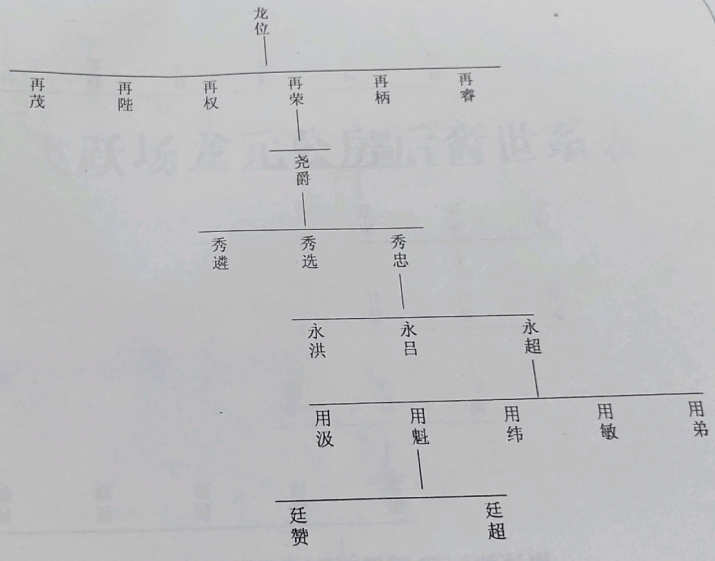 龙位
再茂 再陛 再权 再荣 再柄 再睿
尧爵
秀遴 秀选 秀忠
永洪 永吕 永超
用汲 用魁 用纬 用敏 用弟
廷赞 廷超